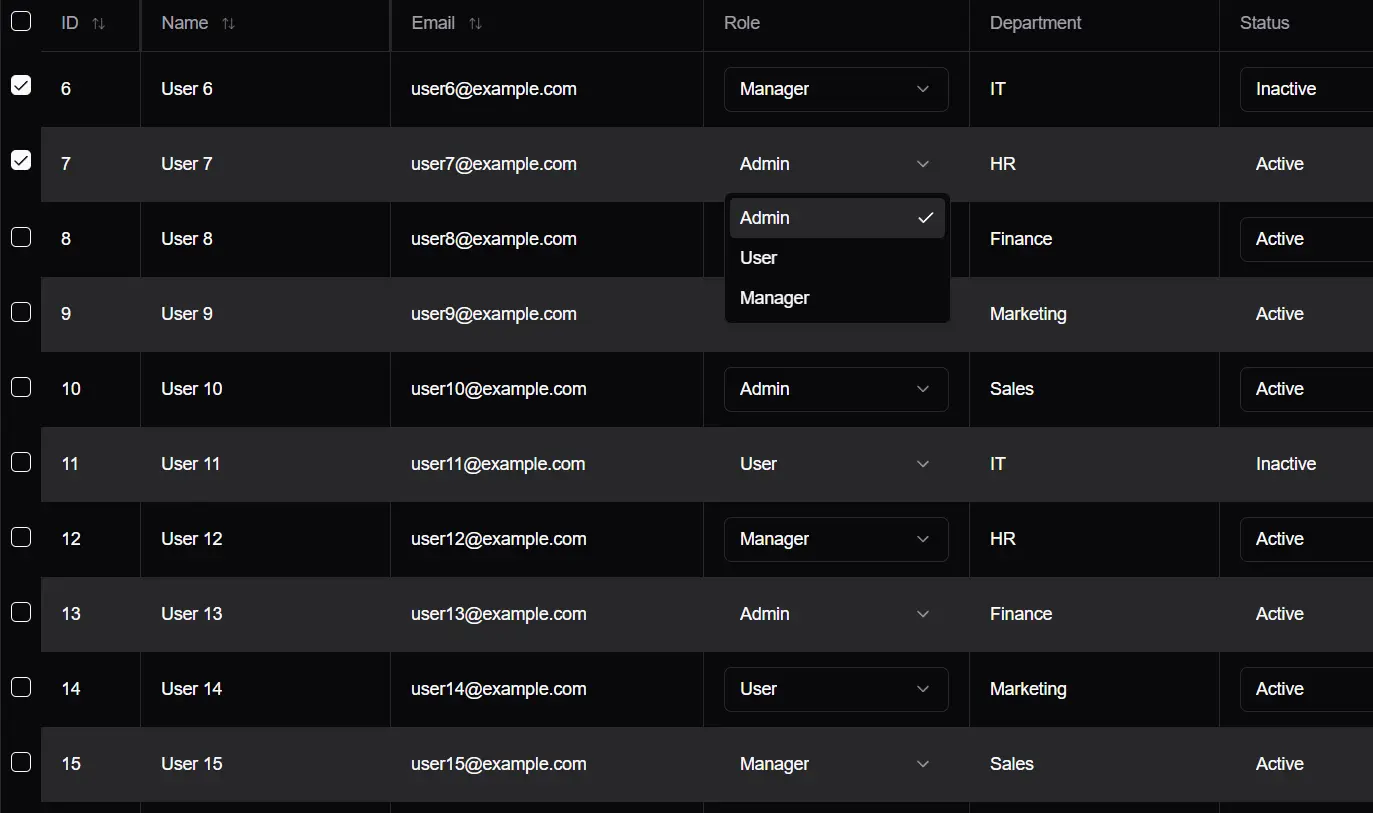 ID Name Email Role Department Status
6 User 6 user6@example.com Manager IT Inactive
7 User 7 user7@example.com Admin HR Active
Admin
8 User 8 user8@example.com Finance Active
User
Manager
9 User 9 user9@example.com Marketing Active
10 User 10 user10@example.com Admin Sales Active
11 User 11 user11@example.com User IT Inactive
12 User 12 user12@example.com Manager HR Active
13 User 13 user13@example.com Admin Finance Active
14 User 14 user14@example.com User Marketing Active
15 User 15 user15@example.com Manager Sales Active